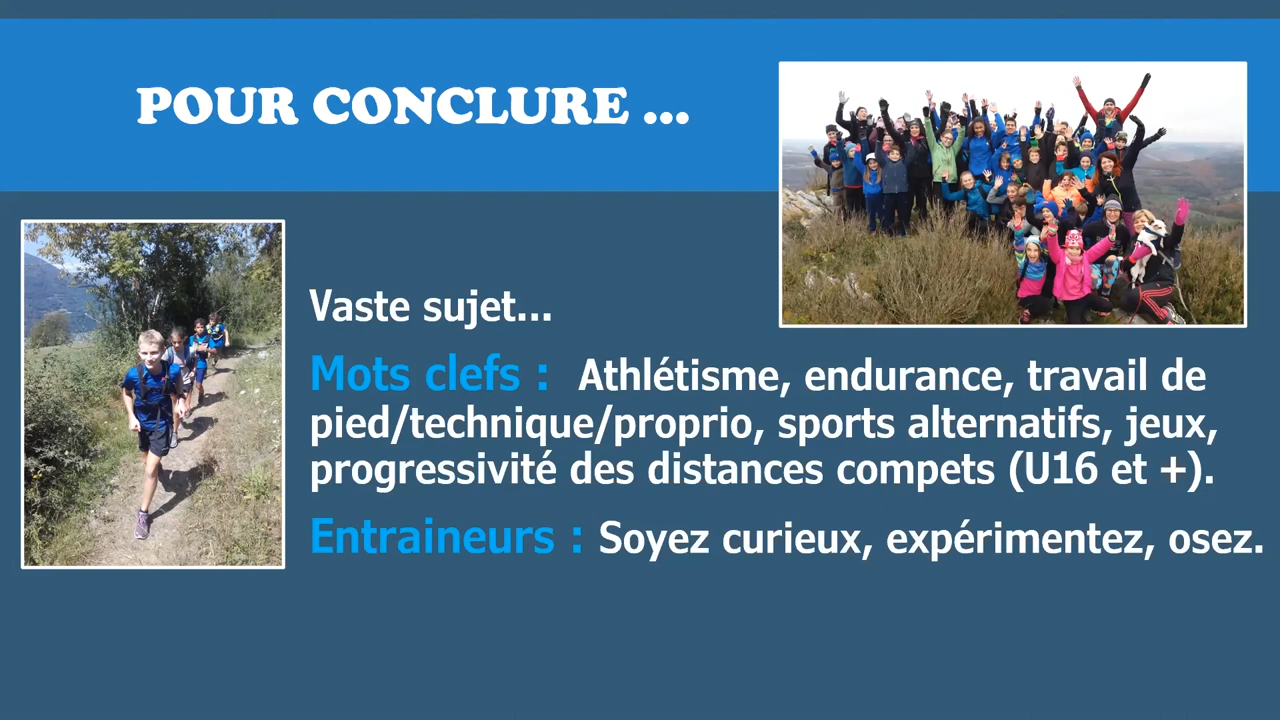 POUR CONCLURE ...
Vaste sujet...
Mots clefs : Athlétisme, endurance, travail de
pied/technique/proprio, sports alternatifs, jeux,
progressivité des distances compets (U16 et +).
Entraineurs : Soyez curieux, expérimentez, osez.